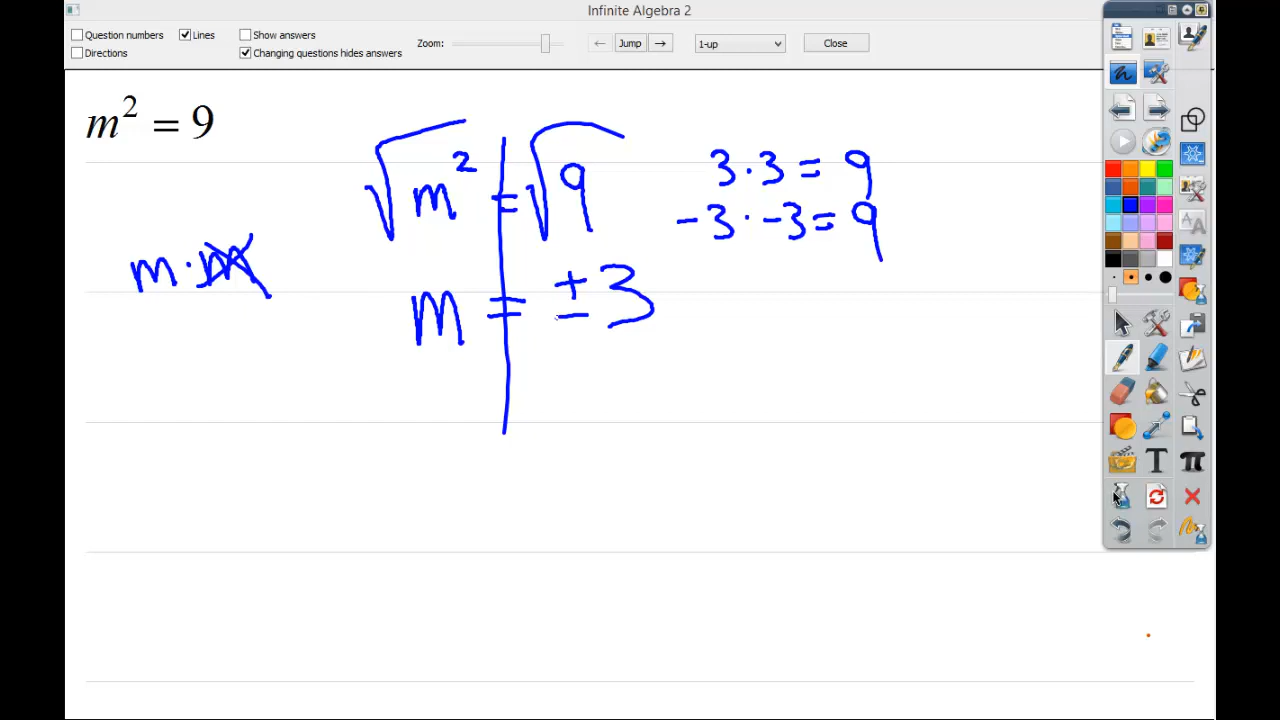 Infinite Algebra 2
Question numbers Lines Show answers
Directions Changing questions hides answers
Zoom: Jump 1-up Close
m² = 9
√m² = √9
3·3 = 9
-3·-3 = 9
m·m
m = ±3